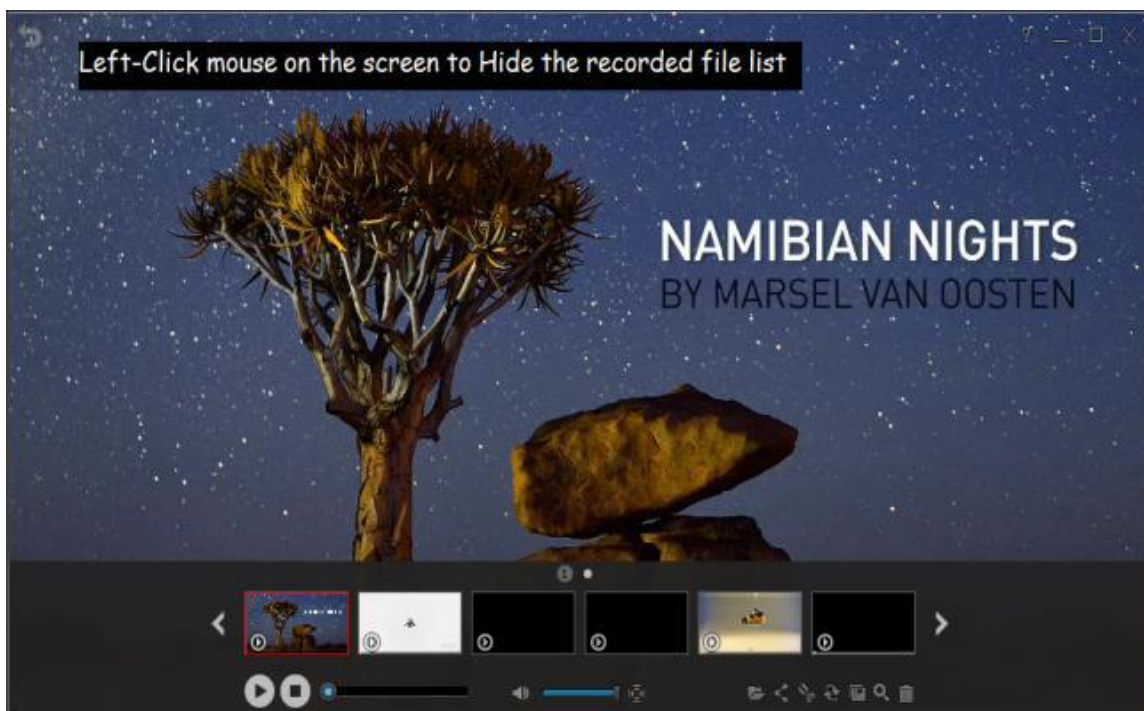 Left-Click mouse on the screen to Hide the recorded file list
NAMIBIAN NIGHTS
BY MARSEL VAN OOSTEN